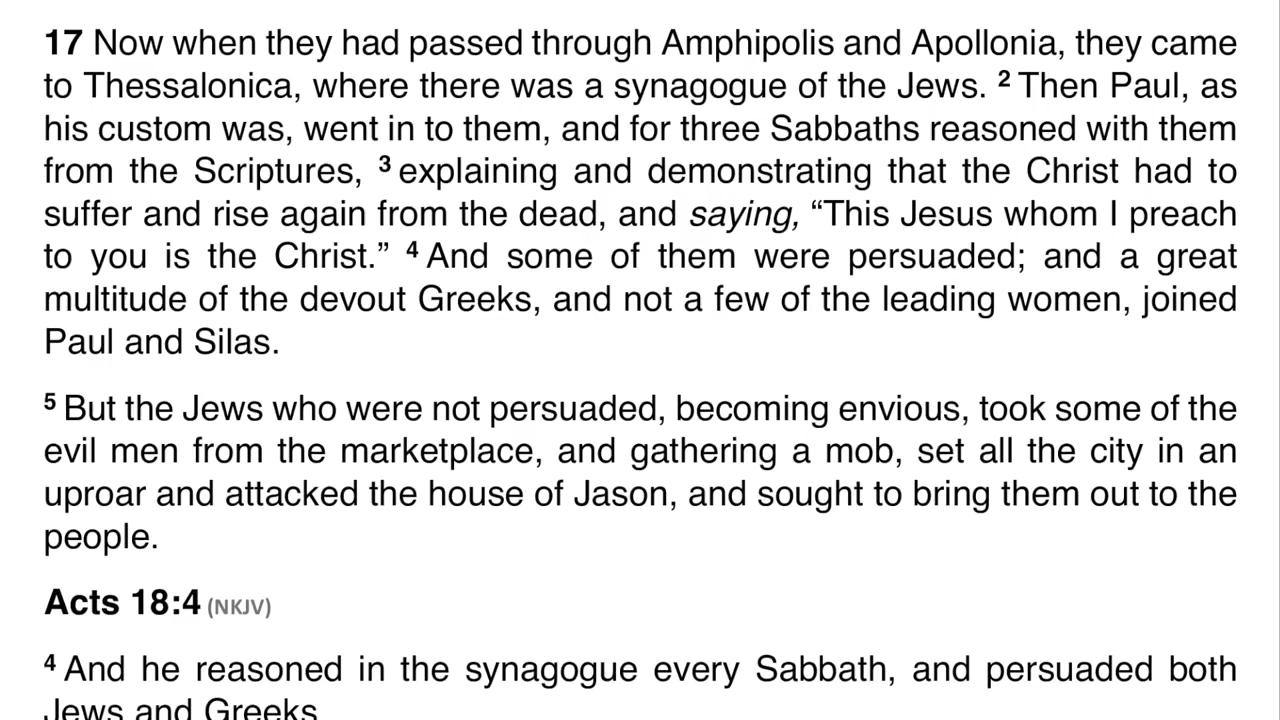 17 Now when they had passed through Amphipolis and Apollonia, they came
to Thessalonica, where there was a synagogue of the Jews. 2 Then Paul, as
his custom was, went in to them, and for three Sabbaths reasoned with them
from the Scriptures, 3 explaining and demonstrating that the Christ had to
suffer and rise again from the dead, and saying, “This Jesus whom I preach
to you is the Christ.” 4 And some of them were persuaded; and a great
multitude of the devout Greeks, and not a few of the leading women, joined
Paul and Silas.
5 But the Jews who were not persuaded, becoming envious, took some of the
evil men from the marketplace, and gathering a mob, set all the city in an
uproar and attacked the house of Jason, and sought to bring them out to the
people.
Acts 18:4 (NKJV)
4 And he reasoned in the synagogue every Sabbath, and persuaded both
Jews and Greeks